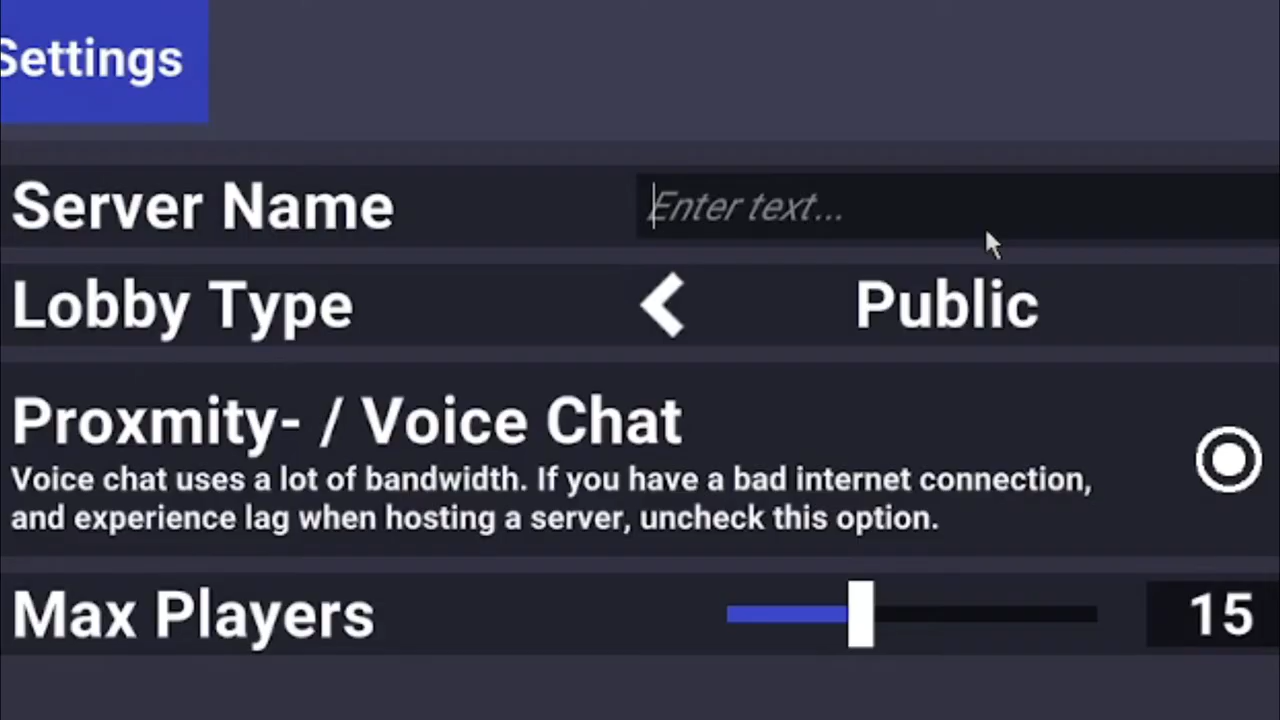 Settings
Server Name
Enter text...
Lobby Type
Public
Proxmity- / Voice Chat
Voice chat uses a lot of bandwidth. If you have a bad internet connection,
and experience lag when hosting a server, uncheck this option.
Max Players
15